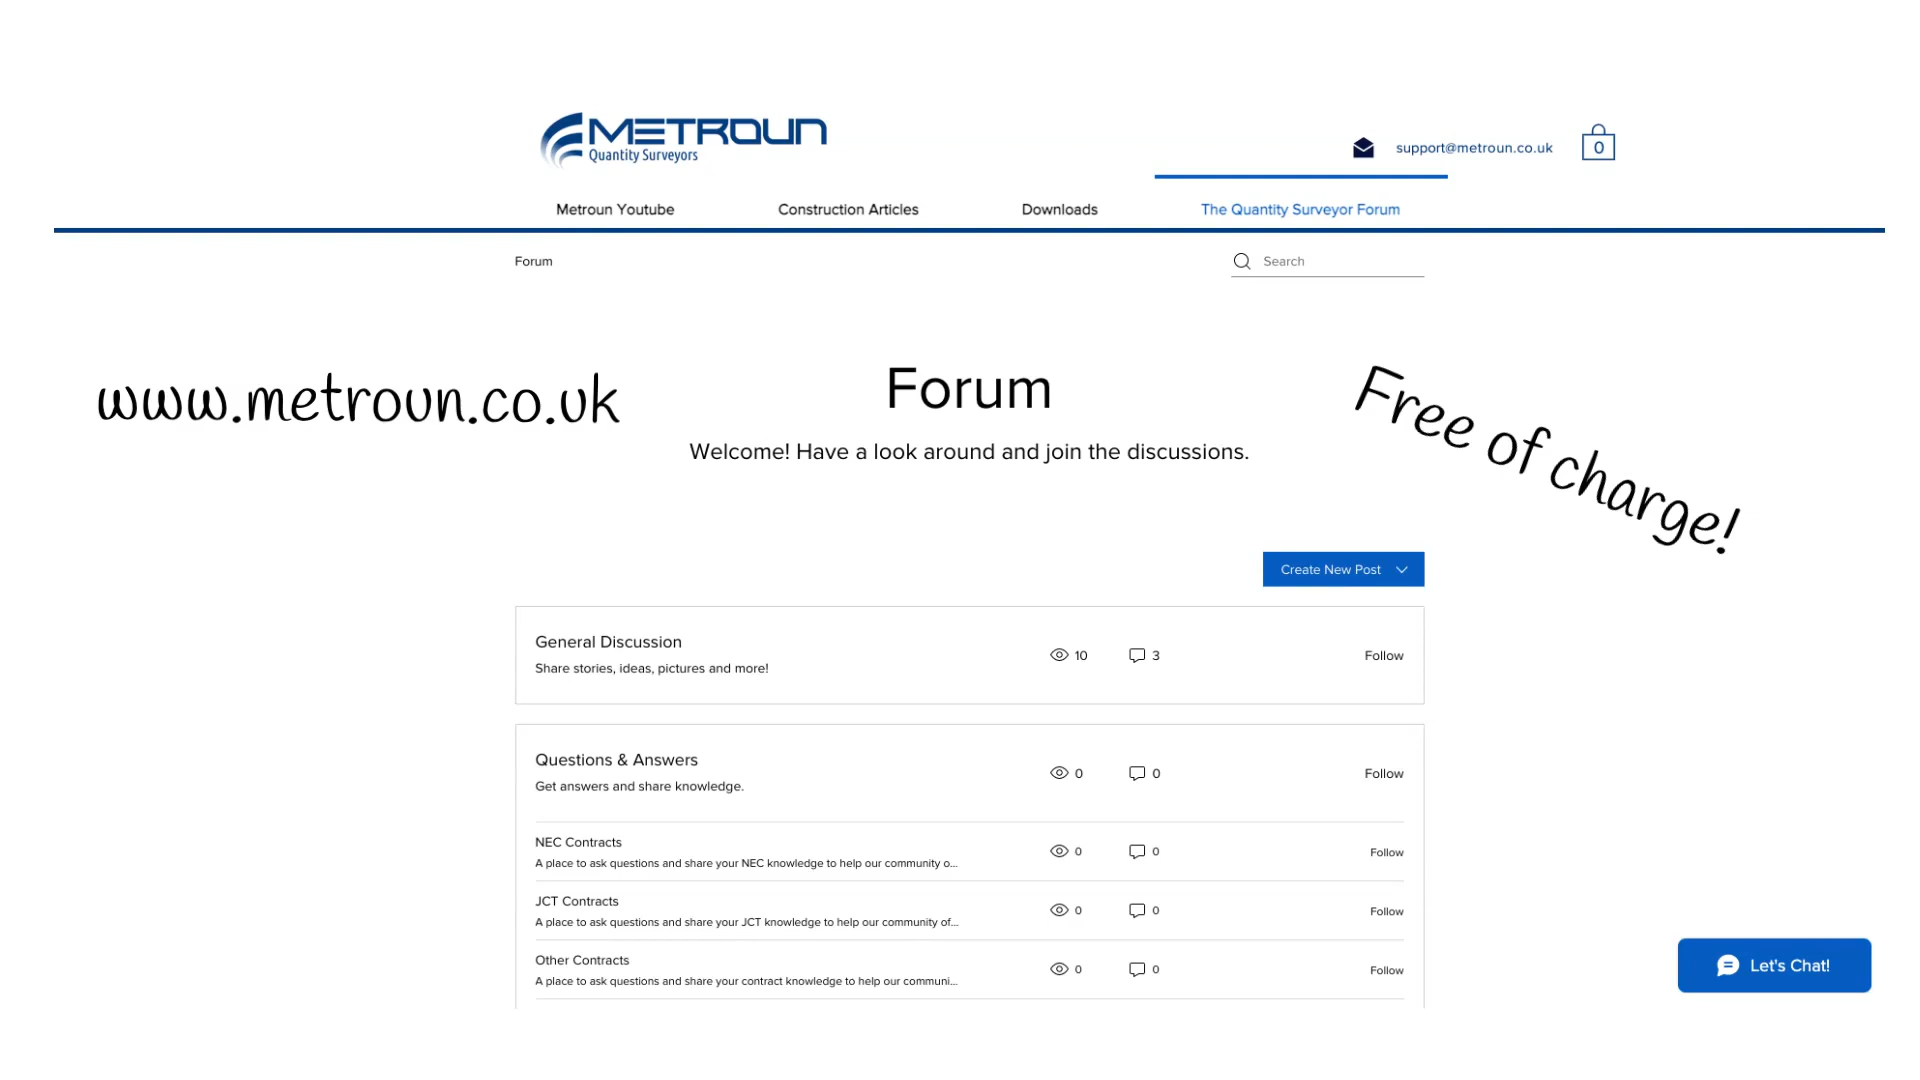 METROUN
Quantity Surveyors
support@metroun.co.uk
0
Metroun Youtube
Construction Articles
Downloads
The Quantity Surveyor Forum
Forum
Search
www.metroun.co.uk
Forum
Free of charge!
Welcome! Have a look around and join the discussions.
Create New Post
General Discussion
Share stories, ideas, pictures and more!
10
3
Follow
Questions & Answers
Get answers and share knowledge.
0
0
Follow
NEC Contracts
A place to ask questions and share your NEC knowledge to help our community o...
0
0
Follow
JCT Contracts
A place to ask questions and share your JCT knowledge to help our community of...
0
0
Follow
Other Contracts
A place to ask questions and share your contract knowledge to help our communi...
0
0
Follow
Let's Chat!